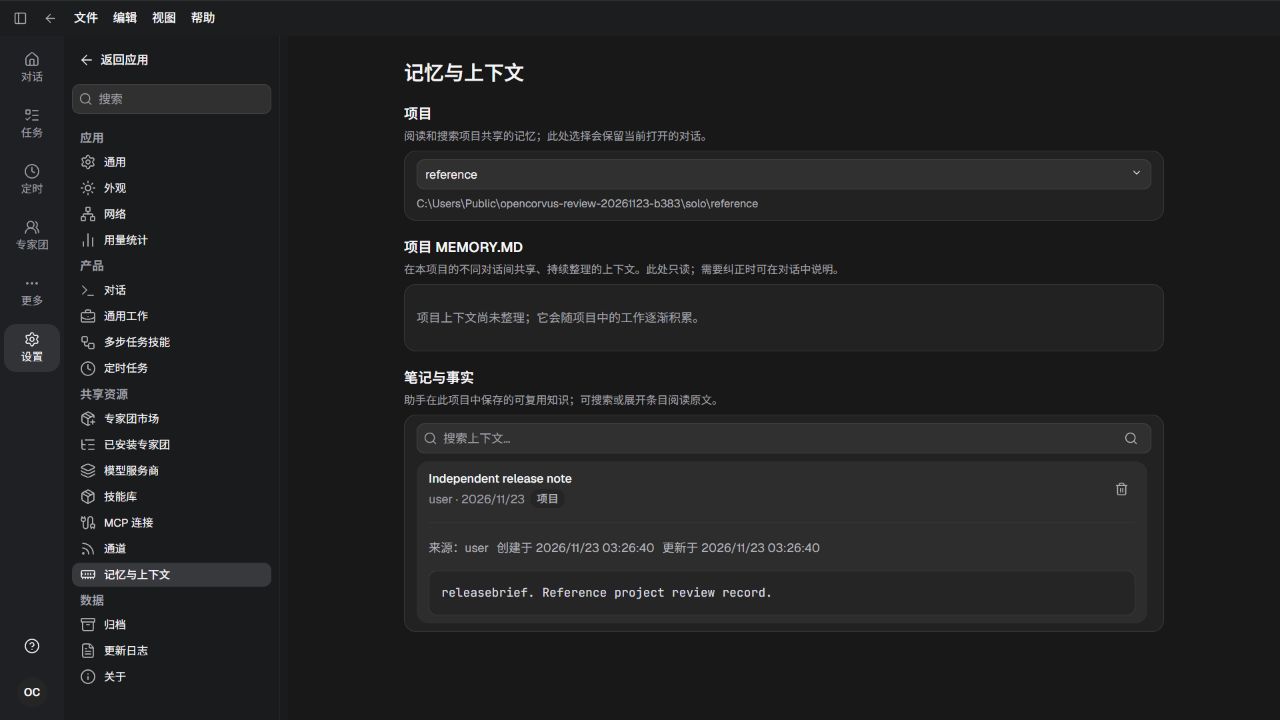 文件 编辑 视图 帮助
对话
任务
定时
专家团
更多
设置
OC
返回应用
搜索
应用
通用
外观
网络
用量统计
产品
对话
通用工作
多步任务技能
定时任务
共享资源
专家团市场
已安装专家团
模型服务商
技能库
MCP 连接
通道
记忆与上下文
数据
归档
更新日志
关于
记忆与上下文
项目
阅读和搜索项目共享的记忆；此处选择会保留当前打开的对话。
reference
C:\Users\Public\opencorvus-review-20261123-b383\solo\reference
项目 MEMORY.MD
在本项目的不同对话间共享、持续整理的上下文。此处只读；需要纠正时可在对话中说明。
项目上下文尚未整理；它会随项目中的工作逐渐积累。
笔记与事实
助手在此项目中保存的可复用知识；可搜索或展开条目阅读原文。
搜索上下文...
Independent release note
user · 2026/11/23 项目
来源：user 创建于 2026/11/23 03:26:40 更新于 2026/11/23 03:26:40
releasebrief. Reference project review record.